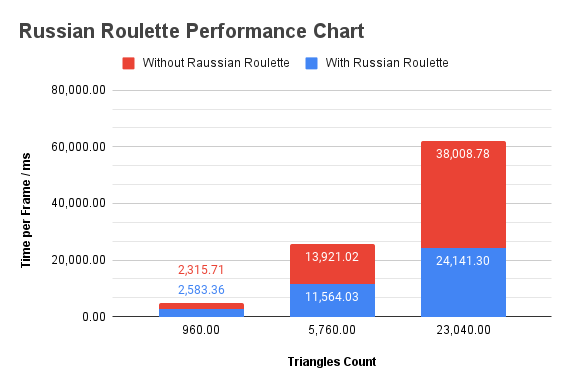 Russian Roulette Performance Chart
Without Raussian Roulette
With Russian Roulette
80,000.00
60,000.00
40,000.00
20,000.00
0.00
Time per Frame / ms
2,315.71
2,583.36
13,921.02
11,564.03
38,008.78
24,141.30
960.00
5,760.00
23,040.00
Triangles Count